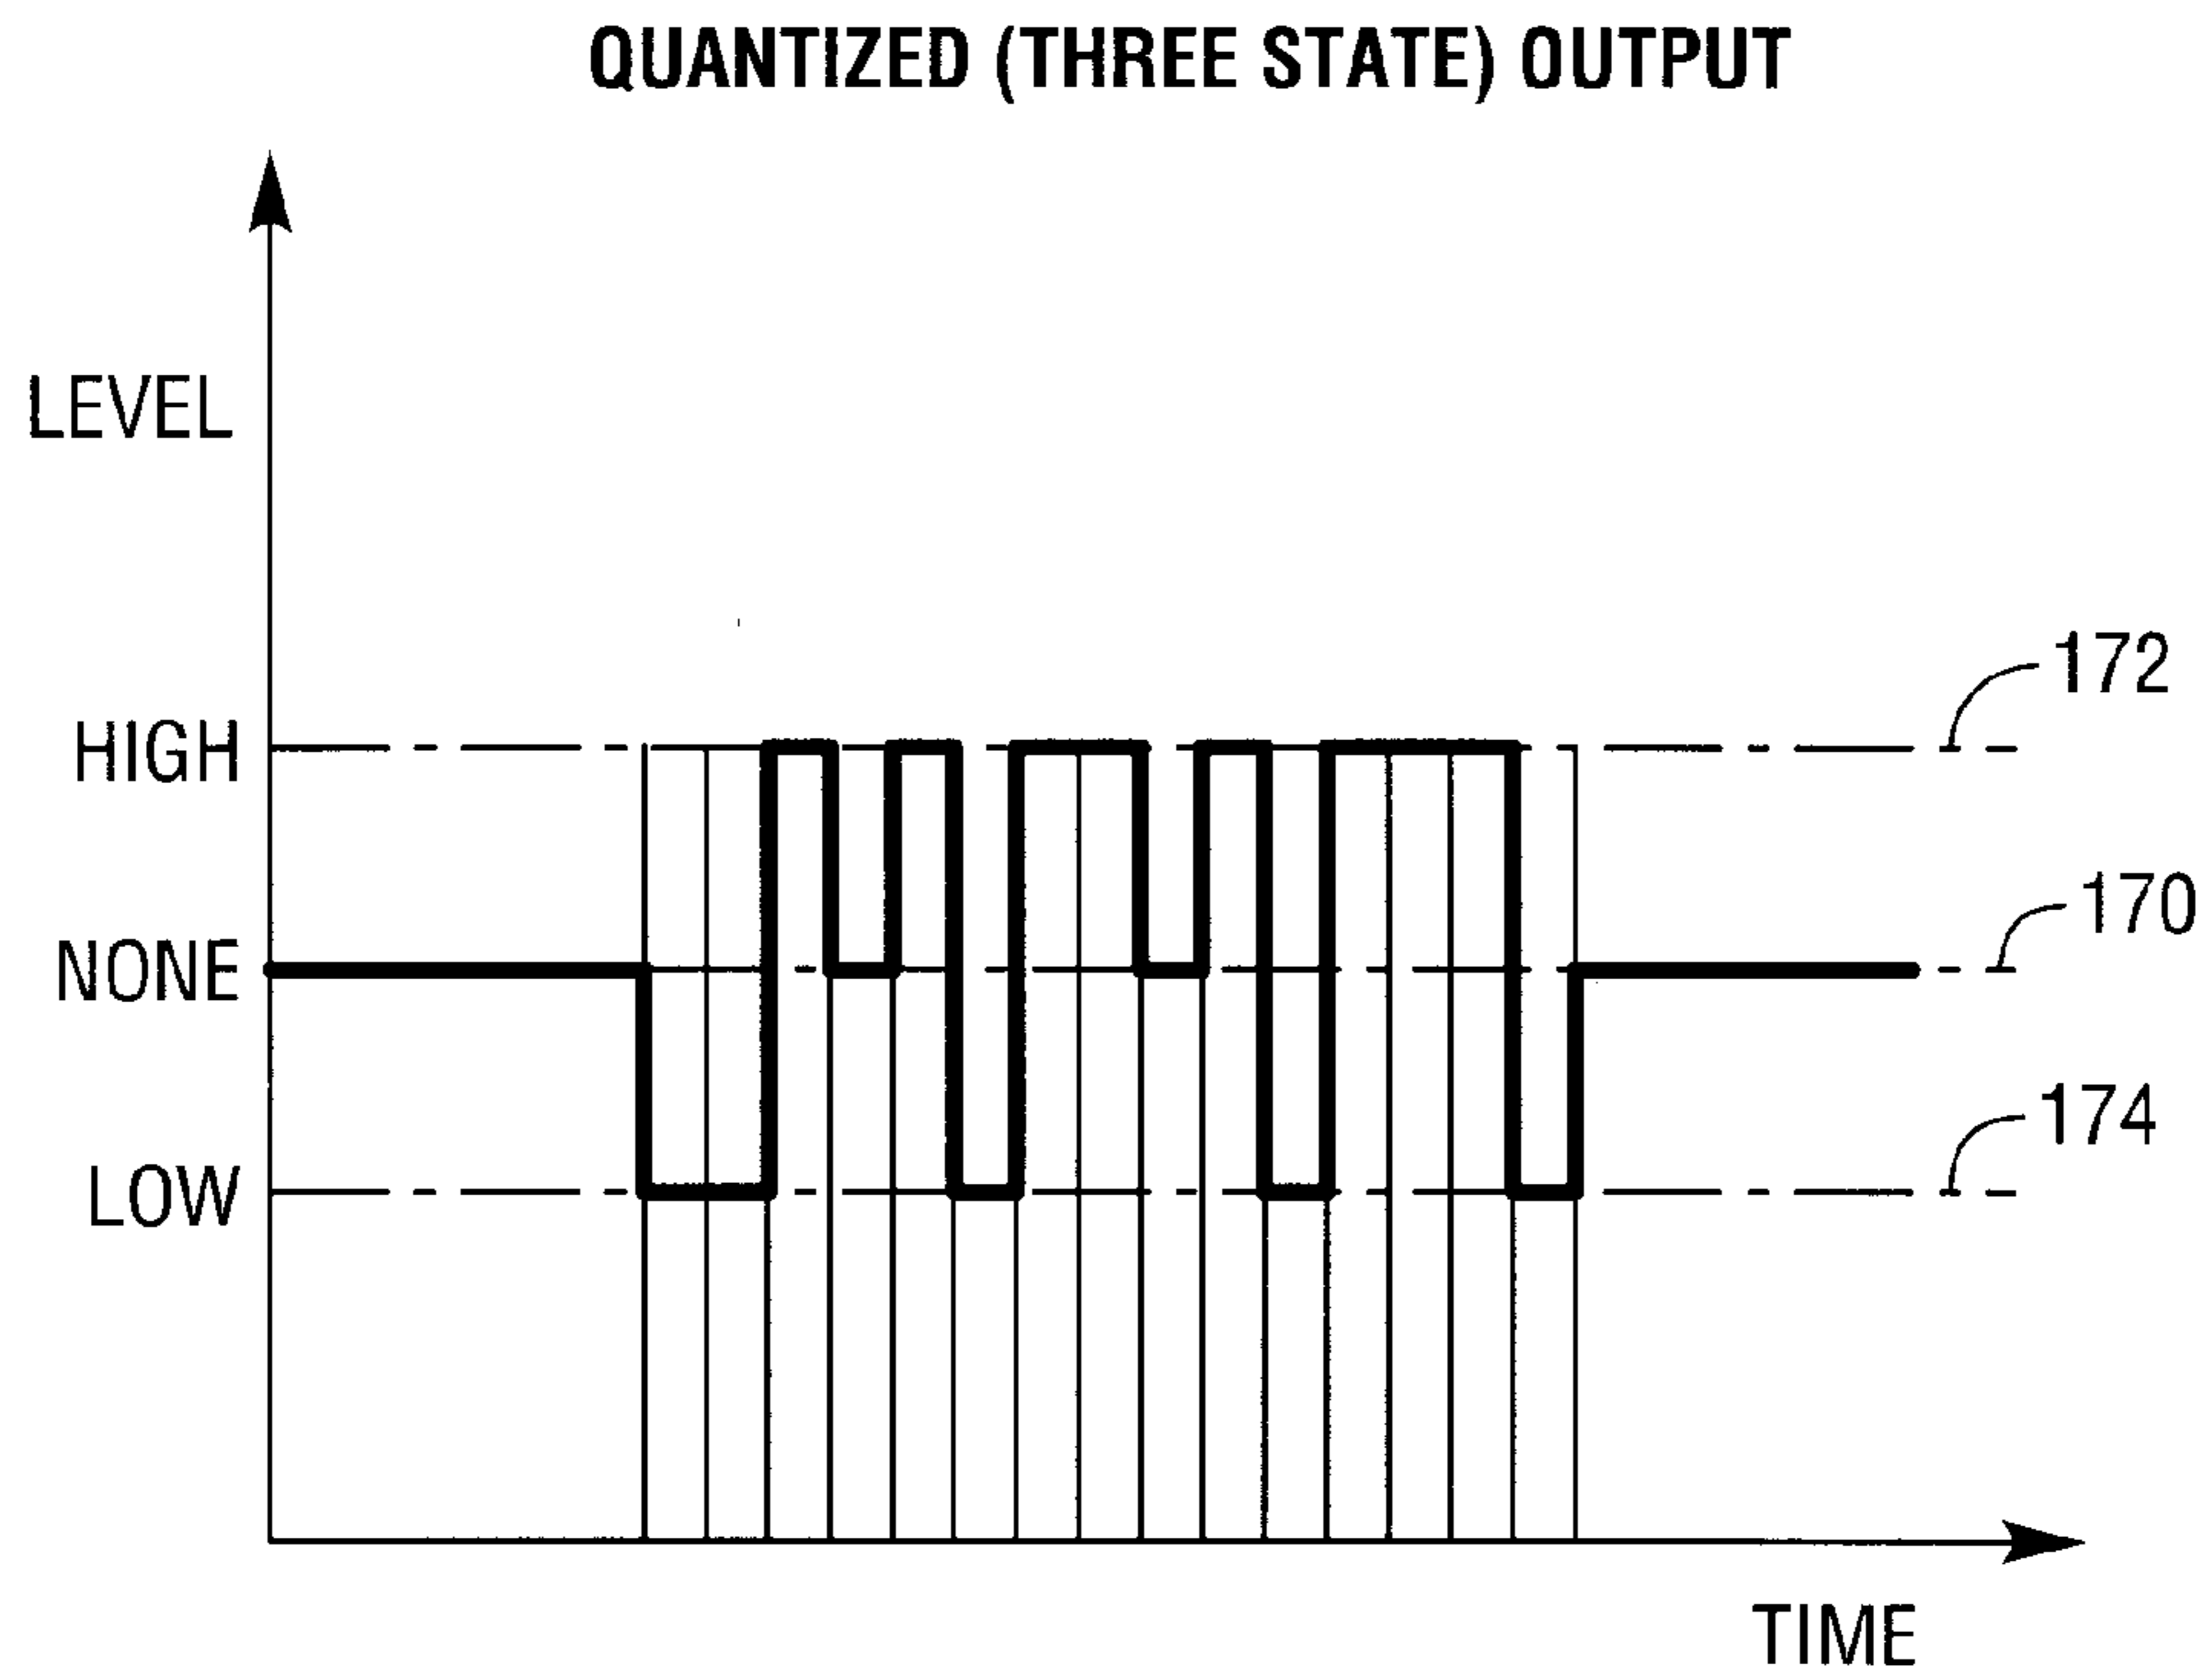 QUANTIZED (THREE STATE) OUTPUT
LEVEL
172
HIGH
170
NONE
174
LOW
TIME